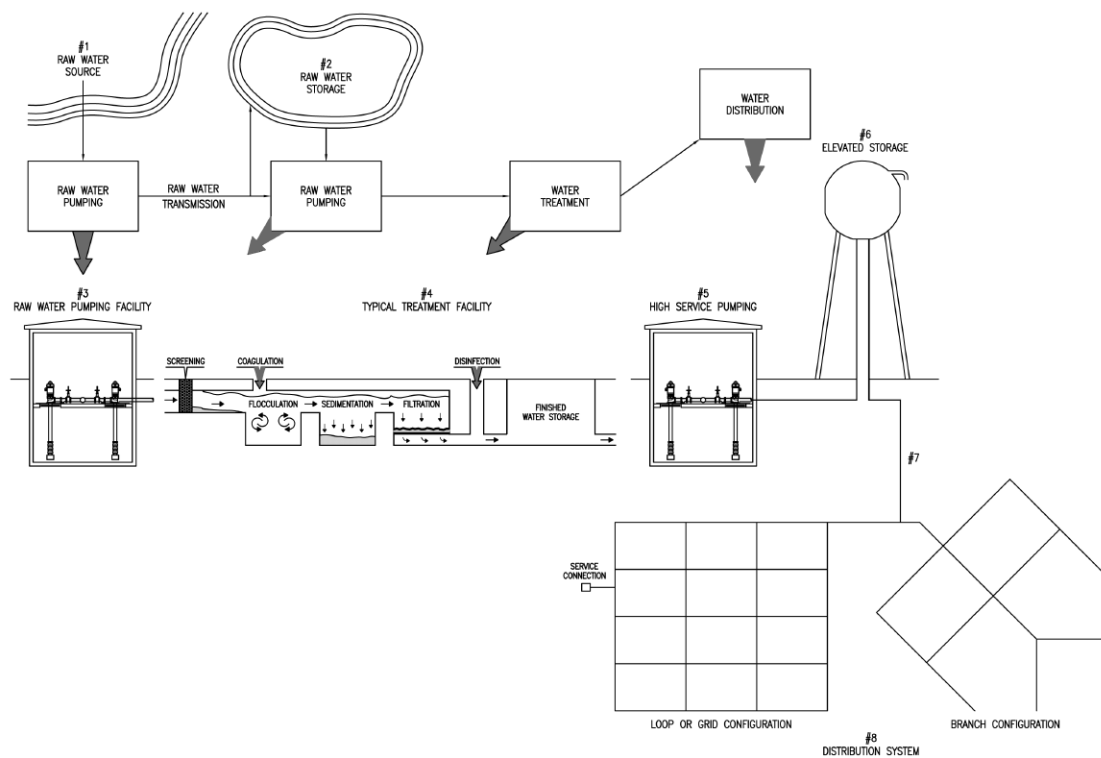 #1
RAW WATER
SOURCE
#2
RAW WATER
STORAGE
WATER
DISTRIBUTION
#6
ELEVATED STORAGE
RAW WATER
PUMPING
RAW WATER
TRANSMISSION
RAW WATER
PUMPING
WATER
TREATMENT
#3
RAW WATER PUMPING FACILITY
#4
TYPICAL TREATMENT FACILITY
#5
HIGH SERVICE PUMPING
SCREENING
COAGULATION
DISINFECTION
FLOCCULATION
SEDIMENTATION
FILTRATION
FINISHED
WATER STORAGE
#7
SERVICE
CONNECTION
LOOP OR GRID CONFIGURATION
BRANCH CONFIGURATION
#8
DISTRIBUTION SYSTEM